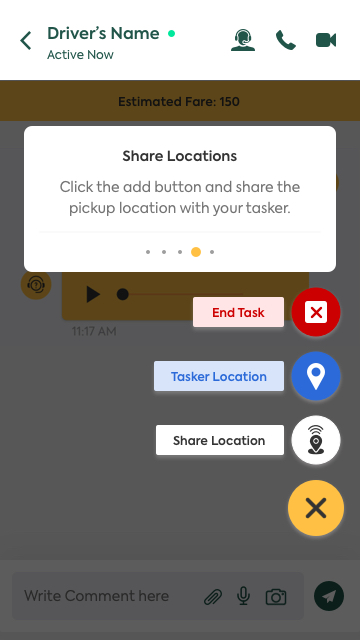 Driver's Name
Active Now
Estimated Fare: 150
Share Locations
Click the add button and share the
pickup location with your tasker.
11:17 AM
End Task
Tasker Location
Share Location
Write Comment here